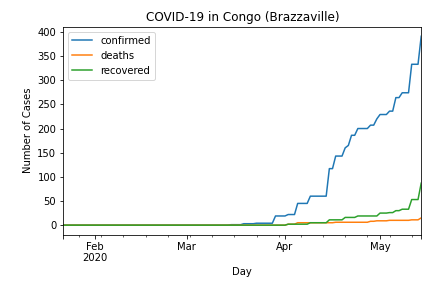 COVID-19 in Congo (Brazzaville)
confirmed
deaths
recovered
400
350
300
250
200
150
100
50
0
Number of Cases
Feb
2020
Mar
Apr
May
Day